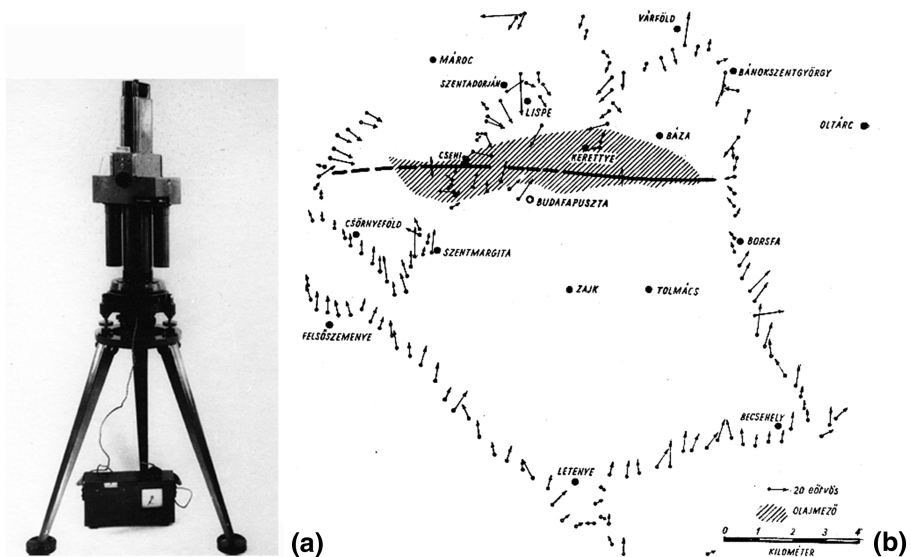 (a)
VÁRFÖLD
MÁROC
BÁNOKSZENTGYÖRGY
SZENTADORJÁN
LISPE
OLTÁRC
BÁZA
CSEHI
KERETTYE
BUDAFAPUSZTA
CSÖRNYEFÖLD
SZENTMARGITA
BORSFA
ZAJK
TOLMÁCS
FELSŐSZEMENYE
BECSEHELY
LETENYE
20 eötvös
OLAJMEZŐ
0 1 2 3 4
KILOMÉTER
(b)